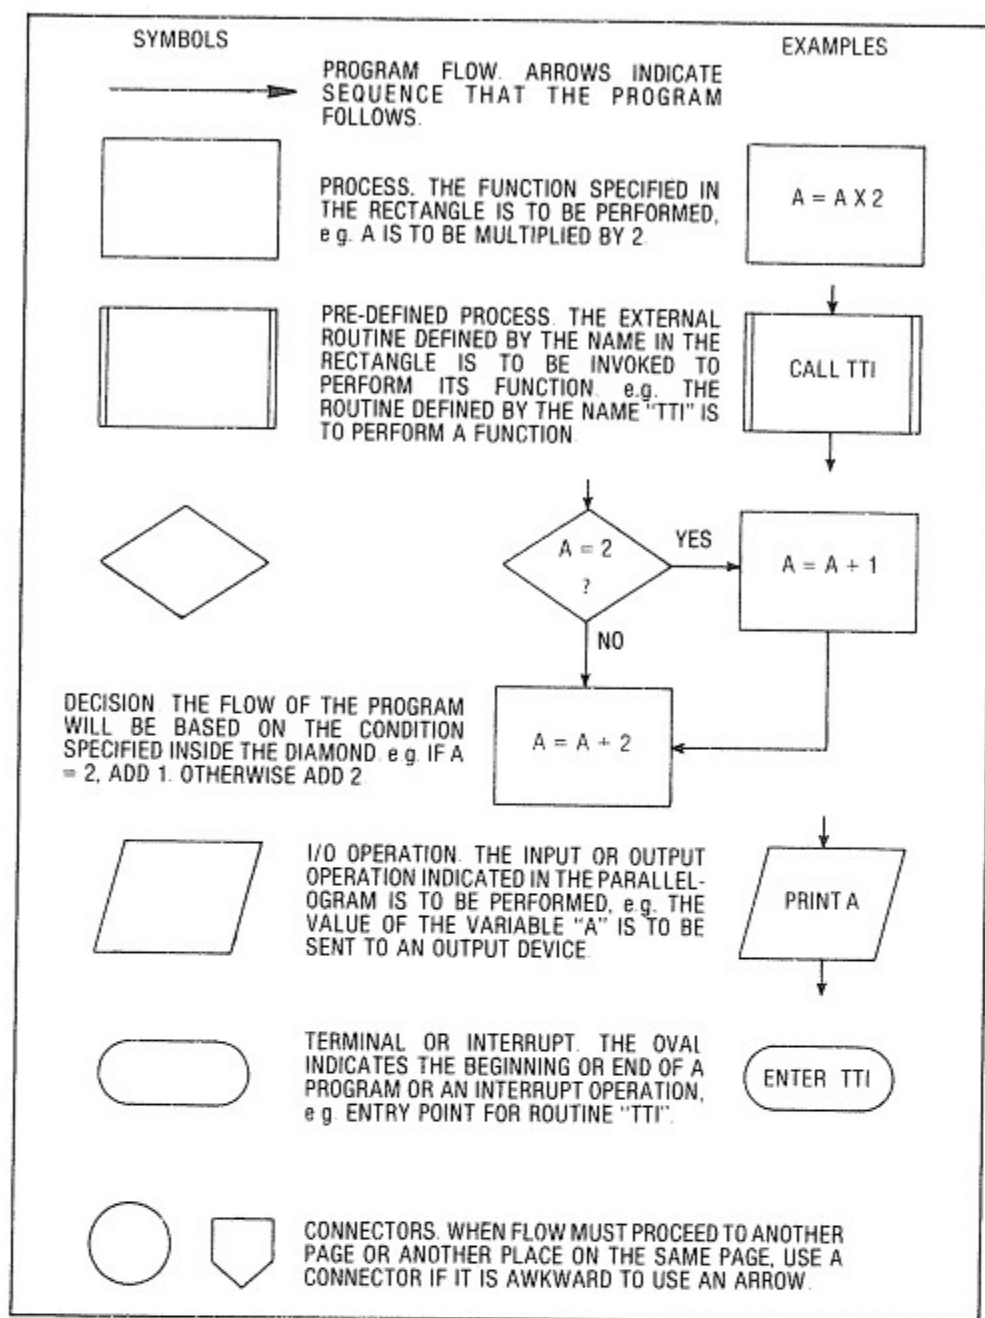 SYMBOLS
EXAMPLES
PROGRAM FLOW. ARROWS INDICATE
SEQUENCE THAT THE PROGRAM
FOLLOWS.
PROCESS. THE FUNCTION SPECIFIED IN
THE RECTANGLE IS TO BE PERFORMED,
e g. A IS TO BE MULTIPLIED BY 2.
A = A X 2
PRE-DEFINED PROCESS. THE EXTERNAL
ROUTINE DEFINED BY THE NAME IN THE
RECTANGLE IS TO BE INVOKED TO
PERFORM ITS FUNCTION. e.g. THE
ROUTINE DEFINED BY THE NAME "TTI" IS
TO PERFORM A FUNCTION.
CALL TTI
A = 2
?
YES
NO
A = A + 1
A = A + 2
DECISION. THE FLOW OF THE PROGRAM
WILL BE BASED ON THE CONDITION
SPECIFIED INSIDE THE DIAMOND. e.g. IF A
= 2, ADD 1. OTHERWISE ADD 2.
I/O OPERATION. THE INPUT OR OUTPUT
OPERATION INDICATED IN THE PARALLEL-
OGRAM IS TO BE PERFORMED, e.g. THE
VALUE OF THE VARIABLE "A" IS TO BE
SENT TO AN OUTPUT DEVICE.
PRINT A
TERMINAL OR INTERRUPT. THE OVAL
INDICATES THE BEGINNING OR END OF A
PROGRAM OR AN INTERRUPT OPERATION,
e g. ENTRY POINT FOR ROUTINE "TTI".
ENTER TTI
CONNECTORS. WHEN FLOW MUST PROCEED TO ANOTHER
PAGE OR ANOTHER PLACE ON THE SAME PAGE, USE A
CONNECTOR IF IT IS AWKWARD TO USE AN ARROW.